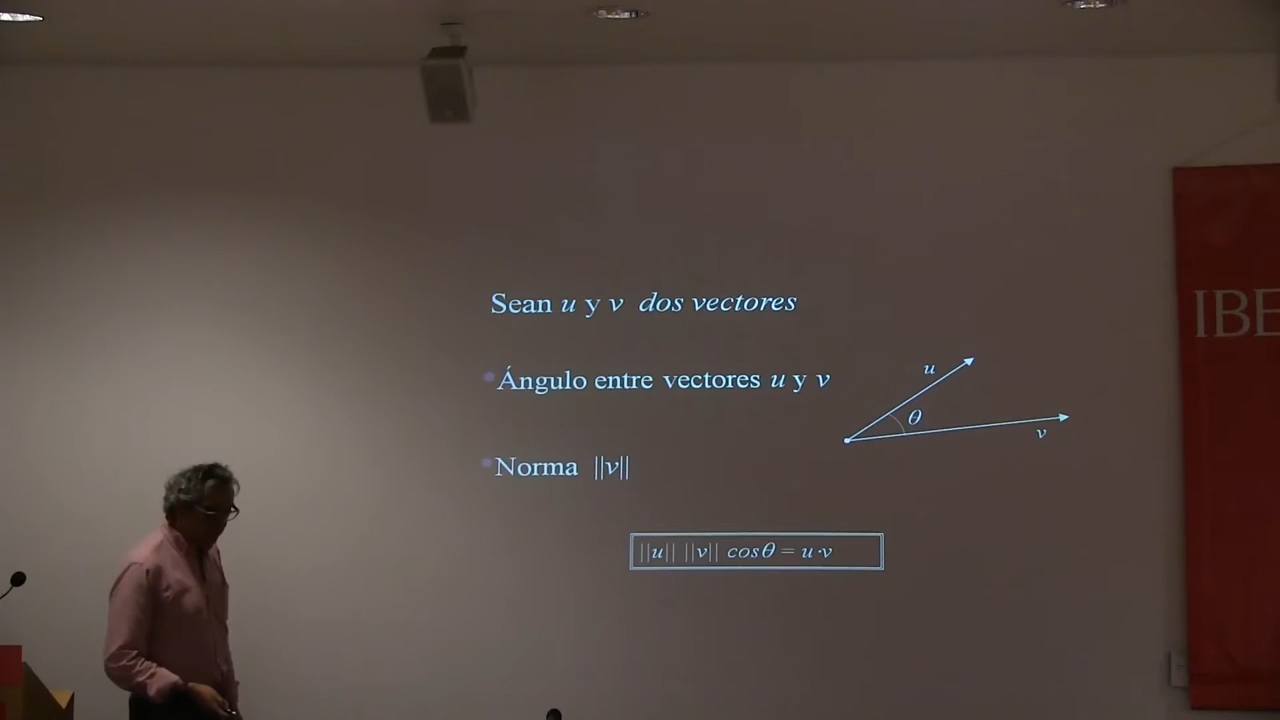 Sean u y v dos vectores
Ángulo entre vectores u y v
u
θ
v
Norma ||v||
||u|| ||v|| cosθ = u·v
IBE